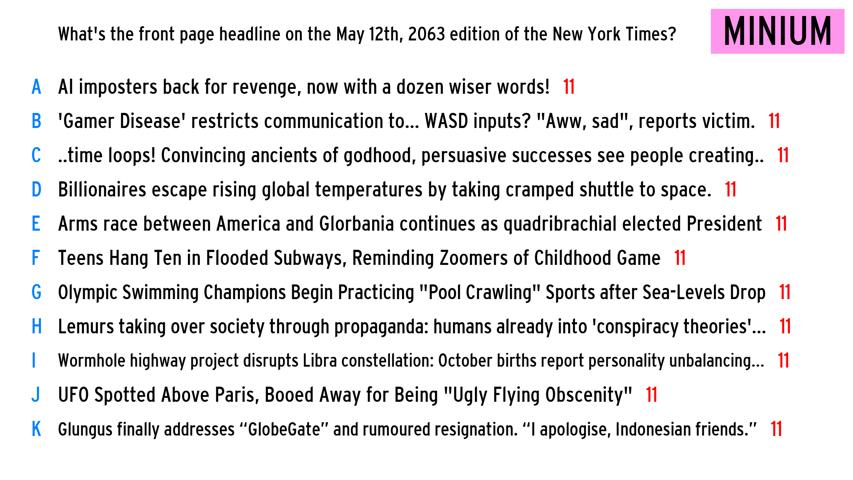 What's the front page headline on the May 12th, 2063 edition of the New York Times?
MINIUM
A AI imposters back for revenge, now with a dozen wiser words! 11
B 'Gamer Disease' restricts communication to... WASD inputs? "Aww, sad", reports victim. 11
C ..time loops! Convincing ancients of godhood, persuasive successes see people creating.. 11
D Billionaires escape rising global temperatures by taking cramped shuttle to space. 11
E Arms race between America and Glorbania continues as quadribrachial elected President 11
F Teens Hang Ten in Flooded Subways, Reminding Zoomers of Childhood Game 11
G Olympic Swimming Champions Begin Practicing "Pool Crawling" Sports after Sea-Levels Drop 11
H Lemurs taking over society through propaganda: humans already into 'conspiracy theories'... 11
I Wormhole highway project disrupts Libra constellation: October births report personality unbalancing... 11
J UFO Spotted Above Paris, Booed Away for Being "Ugly Flying Obscenity" 11
K Glungus finally addresses “GlobeGate” and rumoured resignation. “I apologise, Indonesian friends.” 11